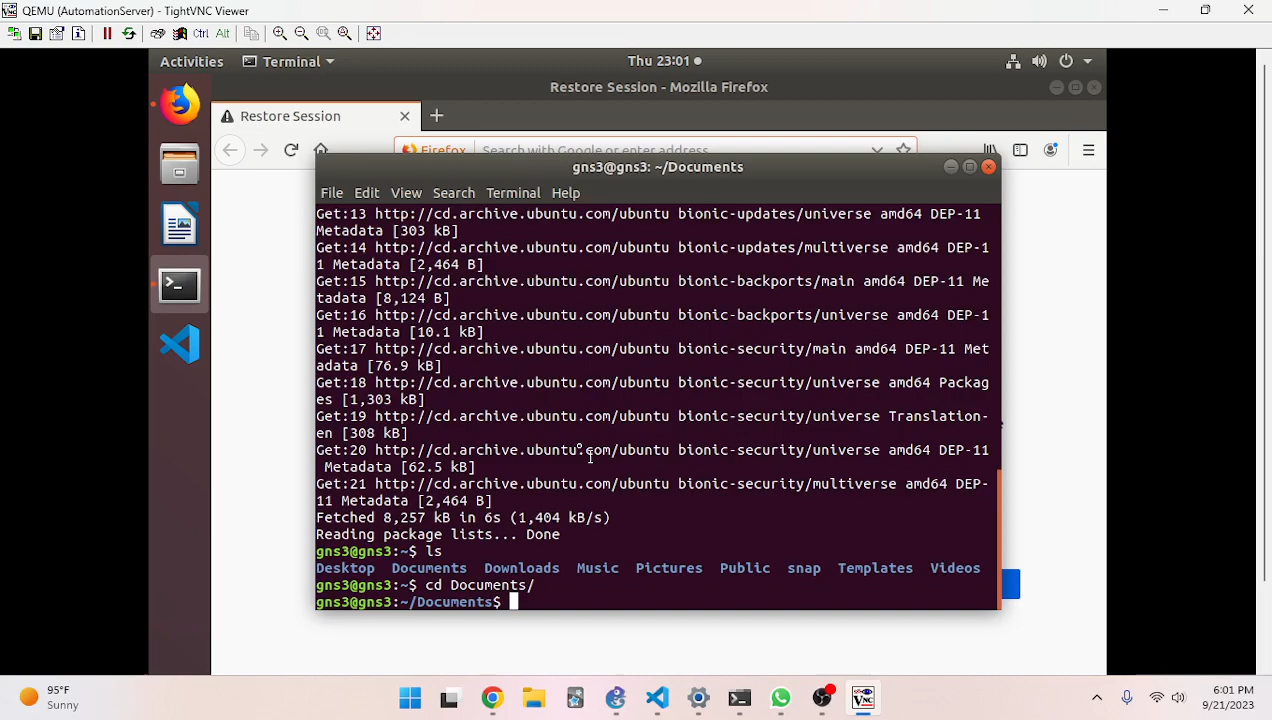 QEMU (AutomationServer) - TightVNC Viewer
Ctrl Alt
Activities Terminal Thu 23:01
Restore Session - Mozilla Firefox
Restore Session
Firefox Search with Google or enter address
gns3@gns3: ~/Documents
File Edit View Search Terminal Help
Get:13 http://cd.archive.ubuntu.com/ubuntu bionic-updates/universe amd64 DEP-11
Metadata [303 kB]
Get:14 http://cd.archive.ubuntu.com/ubuntu bionic-updates/multiverse amd64 DEP-1
1 Metadata [2,464 B]
Get:15 http://cd.archive.ubuntu.com/ubuntu bionic-backports/main amd64 DEP-11 Me
tadata [8,124 B]
Get:16 http://cd.archive.ubuntu.com/ubuntu bionic-backports/universe amd64 DEP-1
1 Metadata [10.1 kB]
Get:17 http://cd.archive.ubuntu.com/ubuntu bionic-security/main amd64 DEP-11 Met
adata [76.9 kB]
Get:18 http://cd.archive.ubuntu.com/ubuntu bionic-security/universe amd64 Packag
es [1,303 kB]
Get:19 http://cd.archive.ubuntu.com/ubuntu bionic-security/universe Translation-
en [308 kB]
Get:20 http://cd.archive.ubuntu.com/ubuntu bionic-security/universe amd64 DEP-11
Metadata [62.5 kB]
Get:21 http://cd.archive.ubuntu.com/ubuntu bionic-security/multiverse amd64 DEP-
11 Metadata [2,464 B]
Fetched 8,257 kB in 6s (1,404 kB/s)
Reading package lists... Done
gns3@gns3:~$ ls
Desktop Documents Downloads Music Pictures Public snap Templates Videos
gns3@gns3:~$ cd Documents/
gns3@gns3:~/Documents$
95°F
Sunny
6:01 PM
9/21/2023